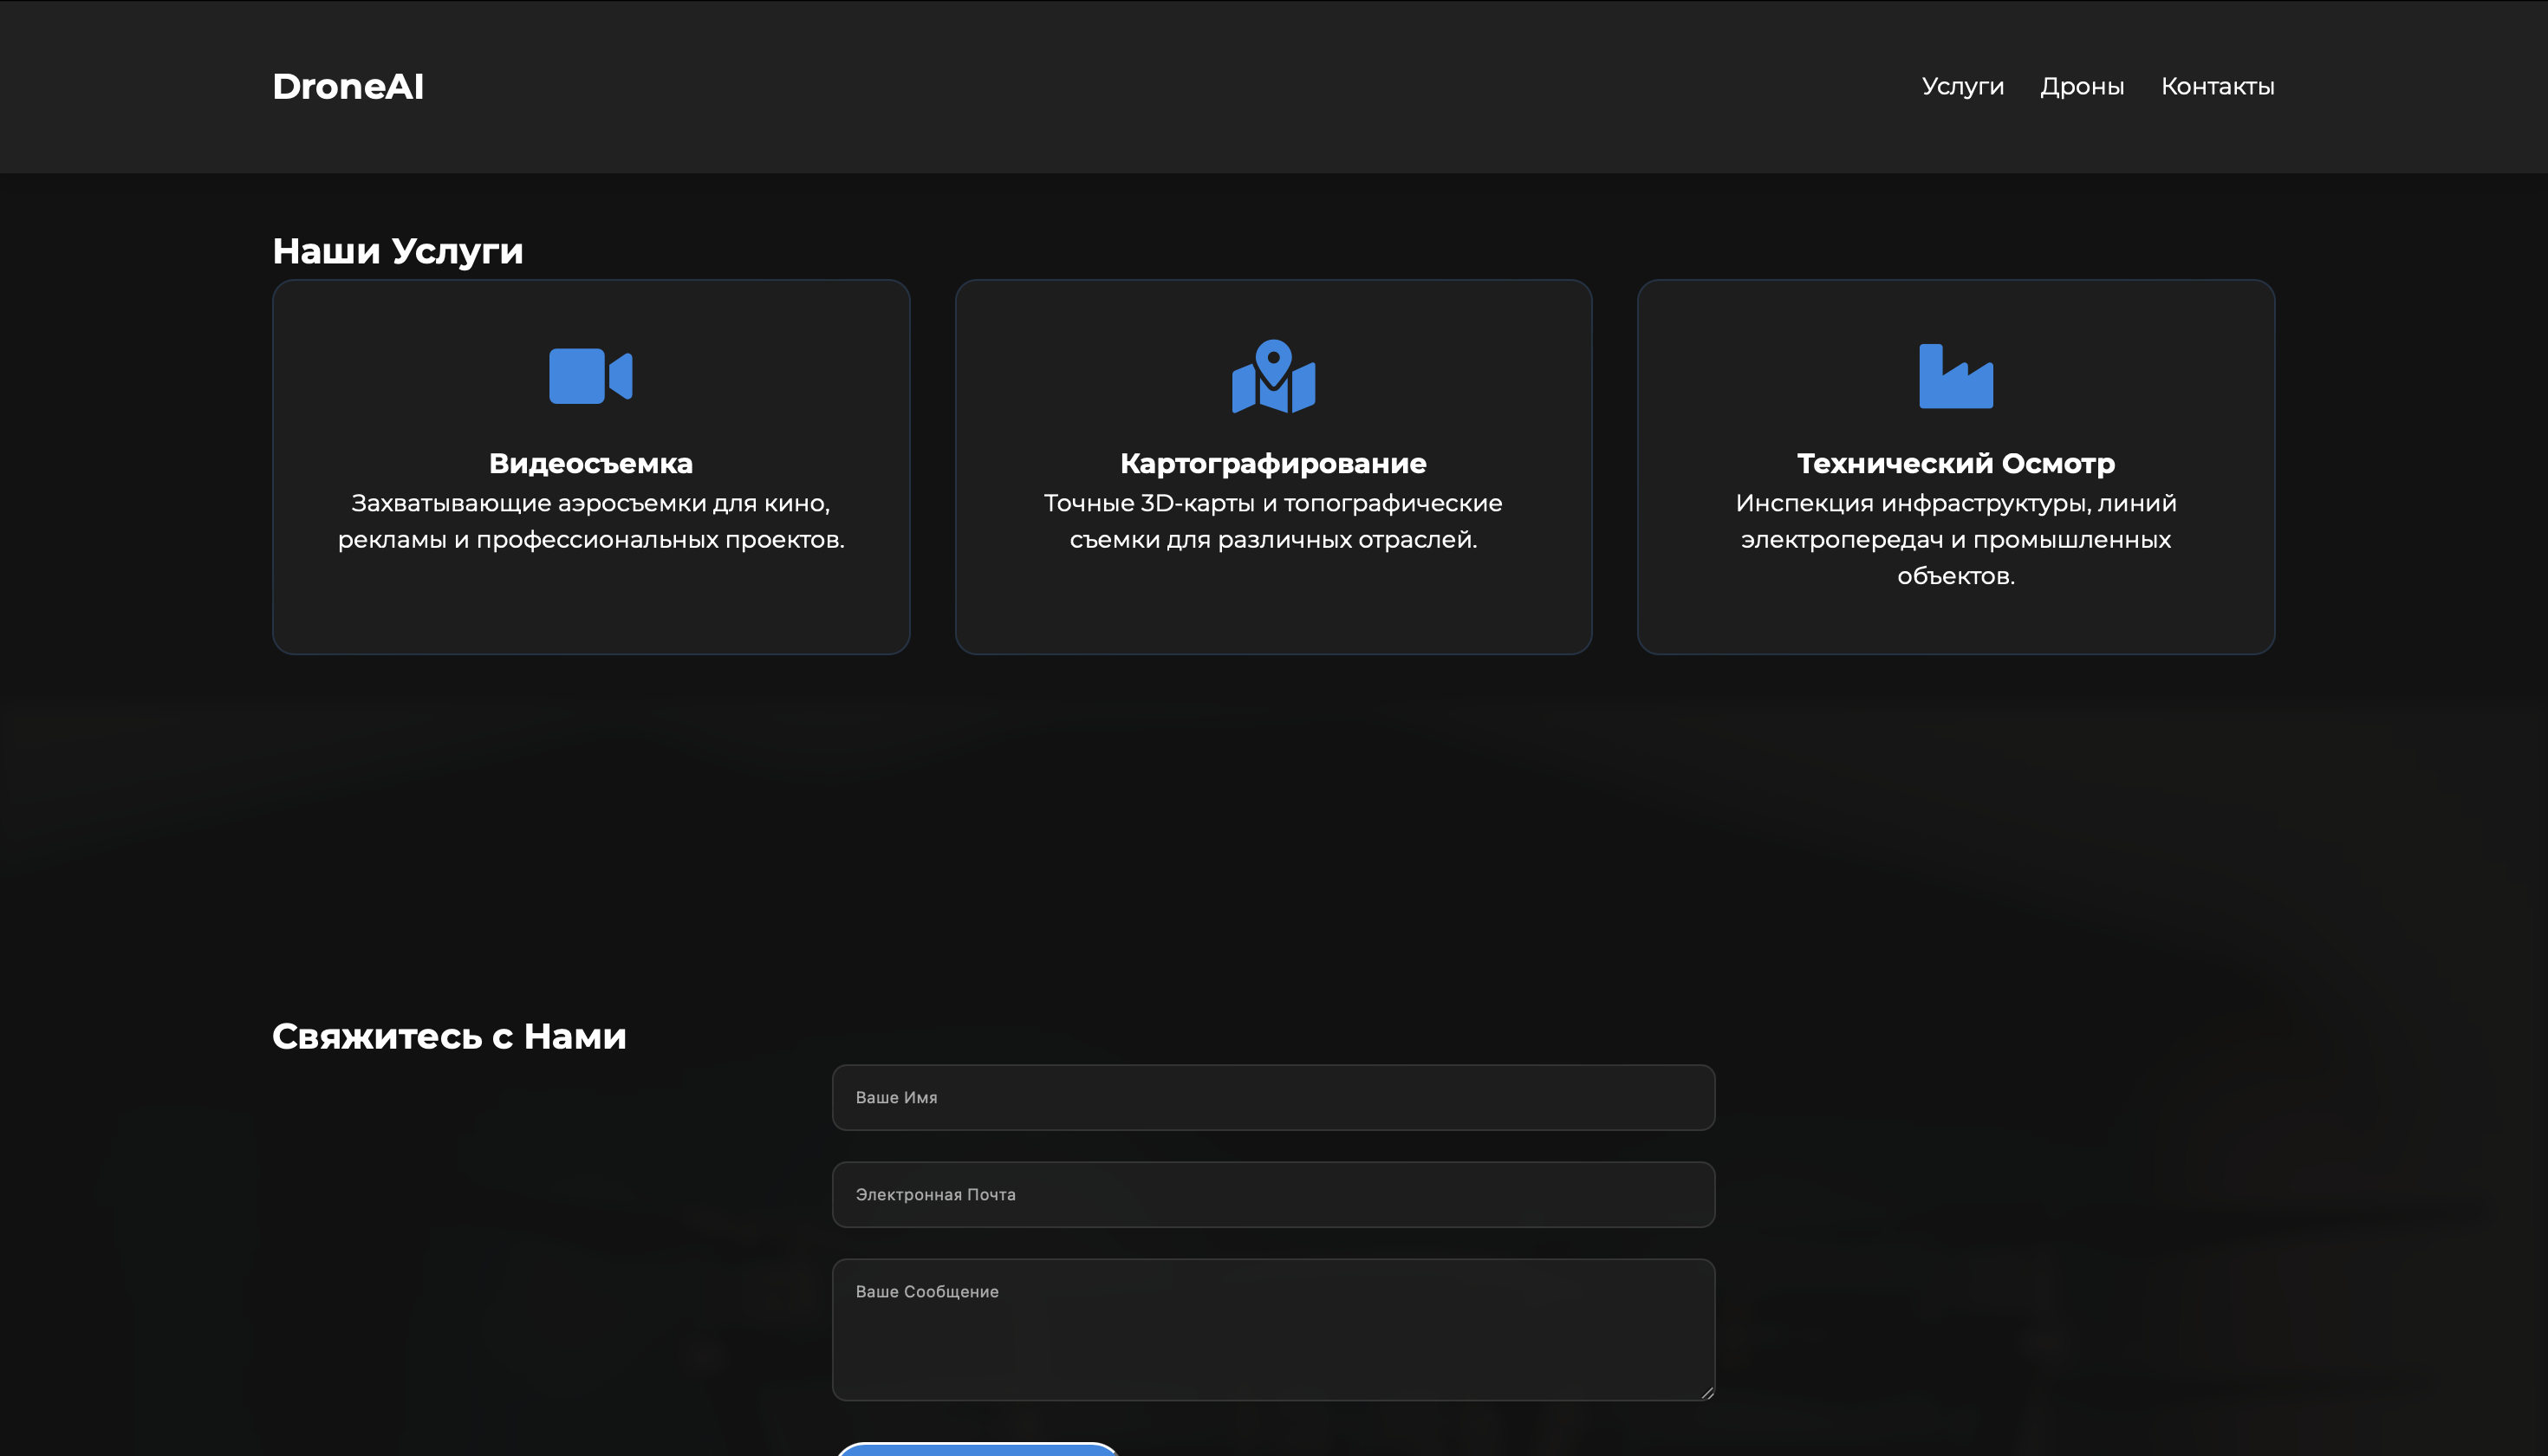 DroneAI
Услуги Дроны Контакты
Наши Услуги
Видеосъемка
Захватывающие аэросъемки для кино,
рекламы и профессиональных проектов.
Картографирование
Точные 3D-карты и топографические
съемки для различных отраслей.
Технический Осмотр
Инспекция инфраструктуры, линий
электропередач и промышленных
объектов.
Свяжитесь с Нами
Ваше Имя
Электронная Почта
Ваше Сообщение